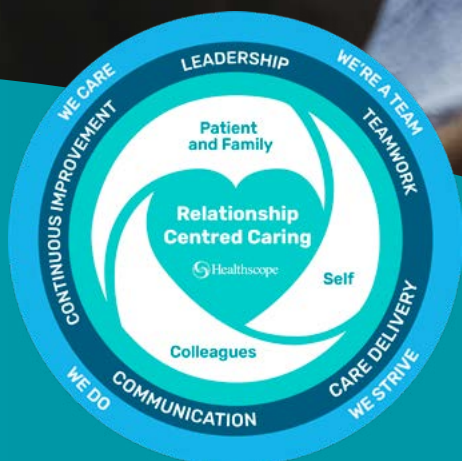 WE CARE
WE'RE A TEAM
WE STRIVE
WE DO
LEADERSHIP
TEAMWORK
CARE DELIVERY
COMMUNICATION
CONTINUOUS IMPROVEMENT
Patient
and Family
Self
Colleagues
Relationship
Centred Caring
Healthscope